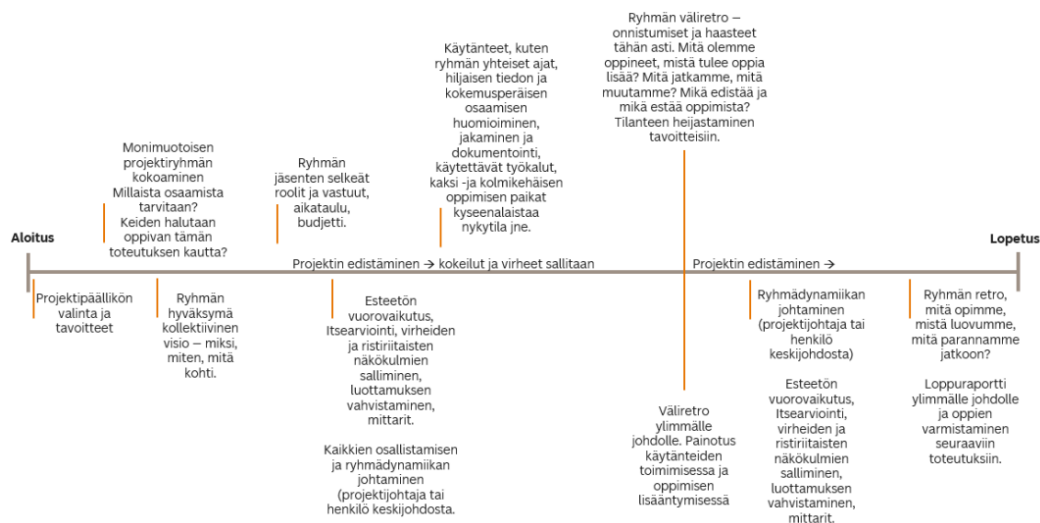 Ryhmän väliretro –
onnistumiset ja haasteet
tähän asti. Mitä olemme
oppineet, mistä tulee oppia
lisää? Mitä jatkamme, mitä
muutamme? Mikä edistää ja
mikä estää oppimista?
Tilanteen heijastaminen
tavoitteisiin.
Käytänteet, kuten
ryhmän yhteiset ajat,
hiljaisen tiedon ja
kokemusperäisen
osaamisen
huomioiminen,
jakaminen ja
dokumentointi,
käytettävät työkalut,
kaksi -ja kolmikehäisen
oppimisen paikat
kyseenalaistaa
nykytila jne.
Monimuotoisen
projektiryhmän
kokoaminen
Millaista osaamista
tarvitaan?
Keiden halutaan
oppivan tämän
toteutuksen kautta?
Ryhmän
jäsenten selkeät
roolit ja vastuut,
aikataulu,
budjetti.
Aloitus
Lopetus
Projektin edistäminen → kokeilut ja virheet sallitaan
Projektin edistäminen →
Projektipäällikön
valinta ja
tavoitteet
Ryhmän
hyväksymä
kollektiivinen
visio – miksi,
miten, mitä
kohti.
Esteetön
vuorovaikutus,
Itsearviointi, virheiden
ja ristiriitaisten
näkökulmien
salliminen,
luottamuksen
vahvistaminen,
mittarit.
Kaikkien osallistamisen
ja ryhmädynamiikan
johtaminen
(projektijohtaja tai
henkilö keskijohdosta.
Väliretro
ylimmälle
johdolle. Painotus
käytänteiden
toimimisessa ja
oppimisen
lisääntymisessä
Ryhmädynamiikan
johtaminen
(projektijohtaja tai
henkilö
keskijohdosta)
Esteetön
vuorovaikutus,
Itsearviointi,
virheiden ja
ristiriitaisten
näkökulmien
salliminen,
luottamuksen
vahvistaminen,
mittarit.
Ryhmän retro,
mitä opimme,
mistä luovumme,
mitä parannamme
jatkoon?
Loppuraportti
ylimmälle johdolle
ja oppien
varmistaminen
seuraaviin
toteutuksiin.